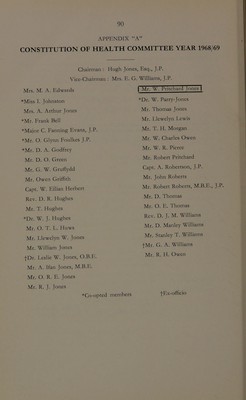 90
APPENDIX "A"
CONSTITUTION OF HEALTH COMMITTEE YEAR 1968/69
Chairman: Hugh Jones, Esq., J.P.
Vice-Chairman: Mrs. E. G. Williams, J.P.
Mrs. M. A. Edwards
*Miss I. Johnston
Mrs. A. Arthur Jones
*Mr. Frank Bell
*Major C. Fanning Evans, J.P.
*Mr. O. Glynn Foulkes J.P.
*Mr. D. A. Godfrey
Mr. D. O. Green
Mr. G. W. Gruffydd
Mr. Owen Griffith
Capt. W. Eilian Herbert
Rev. D. R. Hughes
Mr. T. Hughes
*Dr. W. J. Hughes
Mr. O. T. L. Huws
Mr. Llewelyn W. Jones
Mr. William Jones
†Dr. Leslie W. Jones, O.B.E.
Mr. A. Wyn Jones, M.B.E.
Mr. O. R. E. Jones
Mr. R. J. Jones
Mr. W. Pritchard Jones
*Dr. W. Parry-Jones
Mr. Thomas Jones
Mr. Llewelyn Lewis
Mr. T. H. Morgan
Mr. W. Charles Owen
Mr. W. R. Pierce
Mr. Robert Pritchard
Capt. A. Robertson, J.P.
Mr. John Roberts
Mr. Robert Roberts, M.B.E., J.P.
Mr. D. Thomas
Mr. O. E. Thomas
Rev. D. J. M. Williams
Mr. D. Manley Williams
Mr. Stanley T. Williams
†Mr. G. A. Williams
Mr. R. H. Owen
*Co-opted members †Ex-officio